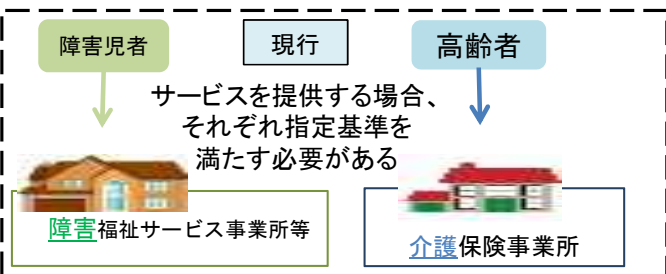 障害児者
現行
高齢者
サービスを提供する場合、
それぞれ指定基準を
満たす必要がある
障害福祉サービス事業所等
介護保険事業所